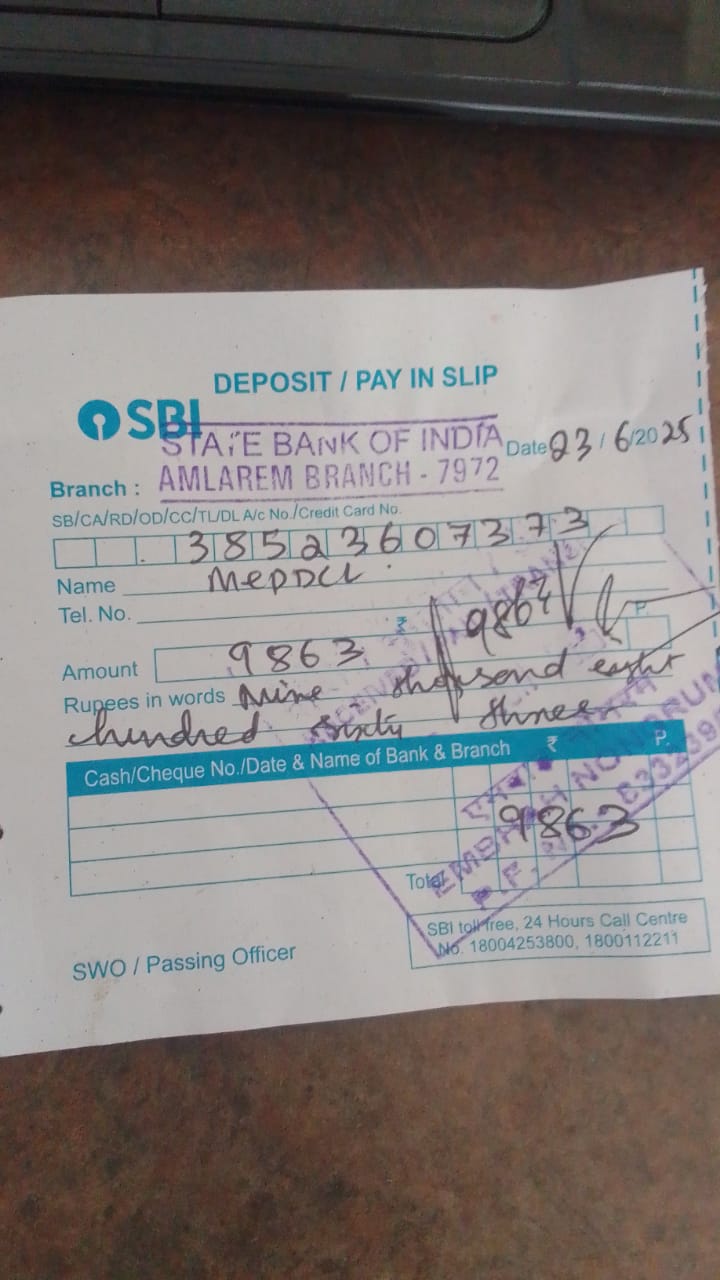 DEPOSIT / PAY IN SLIP
SBI
STATE BANK OF INDIA
Date 23 / 6/2025
Branch : AMLAREM BRANCH - 7972
SB/CA/RD/OD/CC/TL/DL A/c No./Credit Card No.
38523607373
Name MePDCL
Tel. No.
₹ P.
Amount 9863
Rupees in words Nine thousand eight
hundred sixty three
Cash/Cheque No./Date & Name of Bank & Branch ₹ P.
9863
Total
SBI toll free, 24 Hours Call Centre
No. 18004253800, 1800112211
SWO / Passing Officer